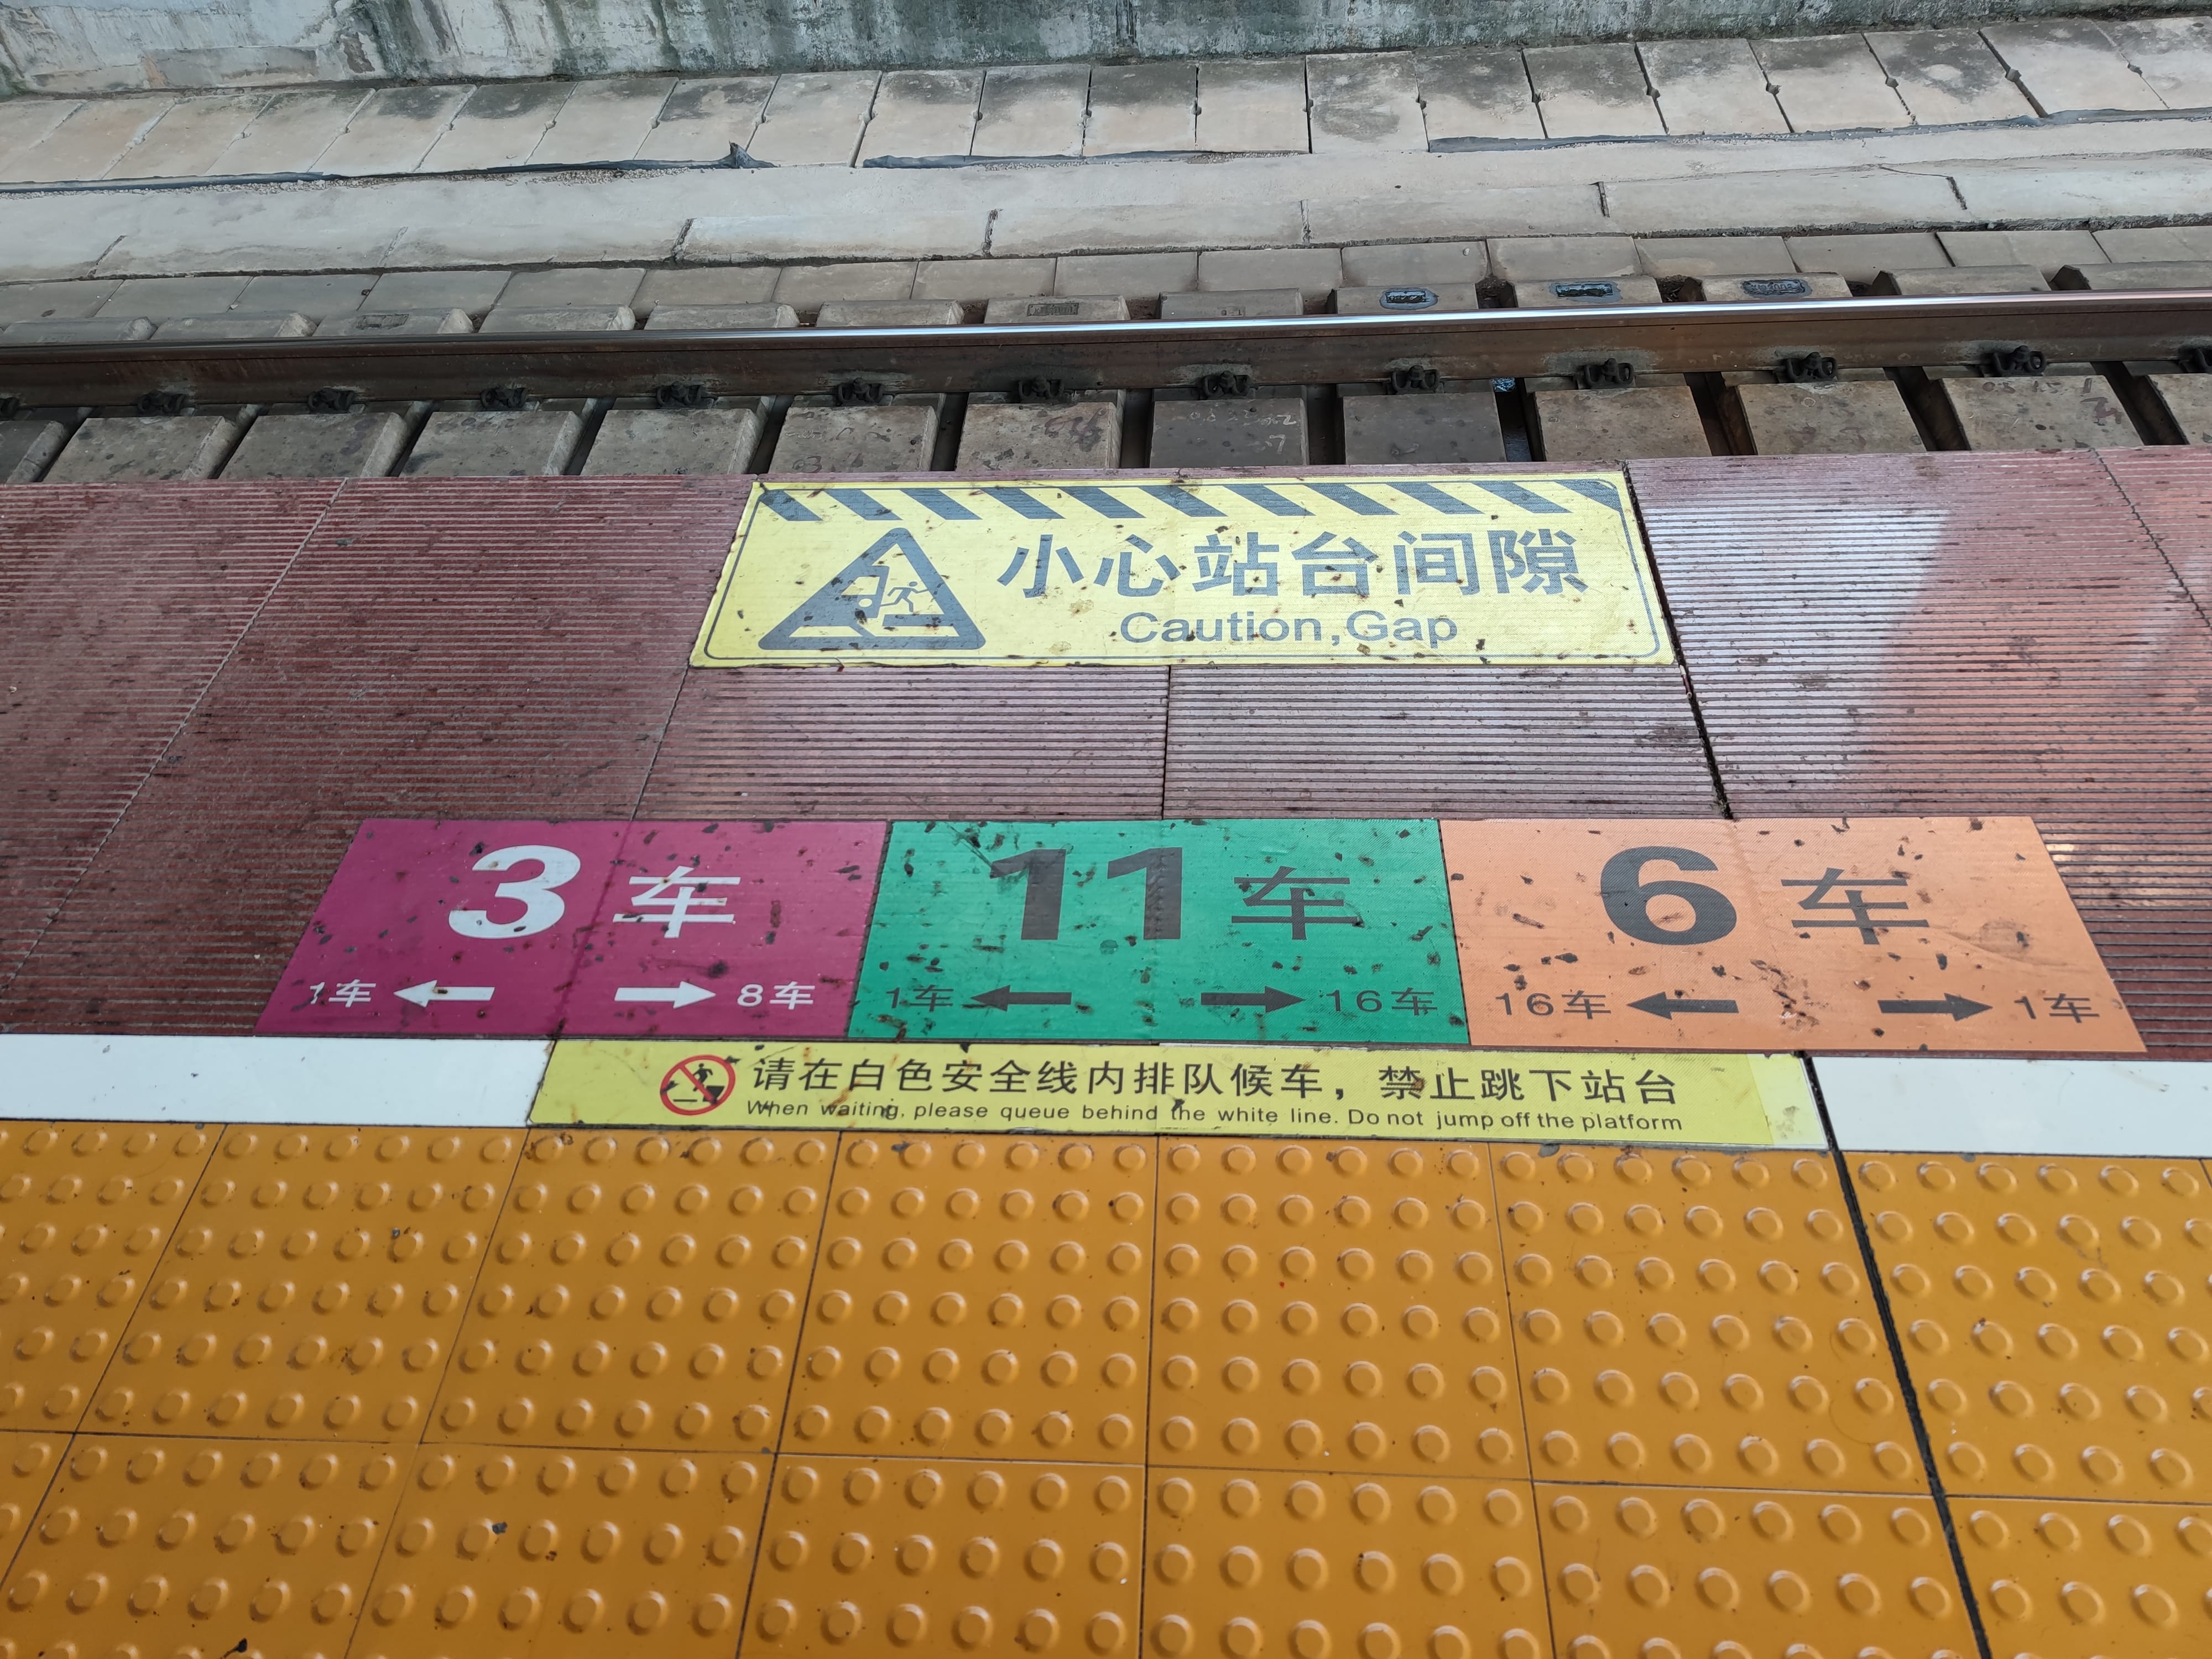 小心站台间隙
Caution,Gap
3车
1车 ← → 8车
11车
1车 ← → 16车
6车
16车 ← → 1车
请在白色安全线内排队候车，禁止跳下站台
When waiting, please queue behind the white line. Do not jump off the platform